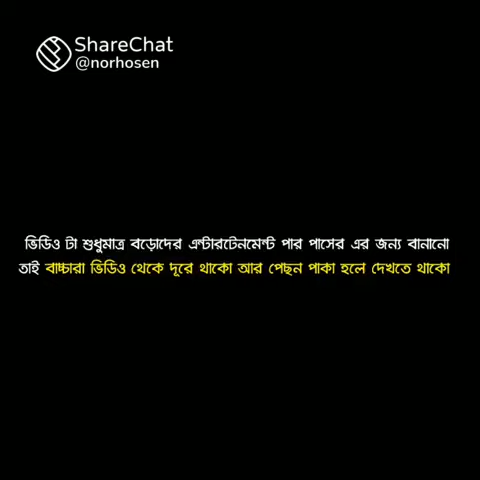 ShareChat
@norhosen
ভিডিও টা শুধুমাত্র বড়োদের এন্টারটেনমেন্ট পার পাসের এর জন্য বানানো
তাই বাচ্চারা ভিডিও থেকে দূরে থাকো আর পেছন পাকা হলে দেখতে থাকো